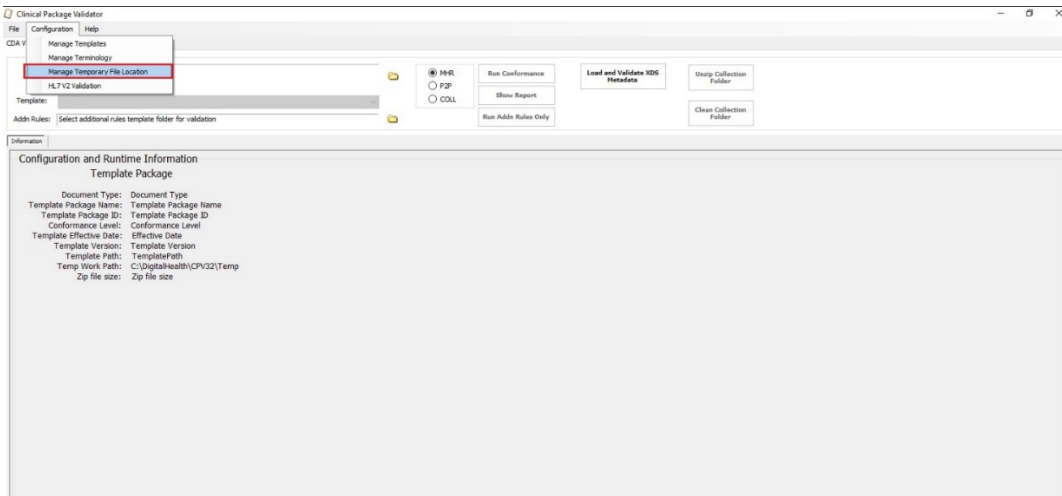 Clinical Package Validator
File Configuration Help
CDA V
Manage Templates
Manage Terminology
Manage Temporary File Location
HL7 V2 Validation
Template:
Addn Rules: Select additional rules template folder for validation
MHR
P2P
COLL
Run Conformance
Show Report
Run Addn Rules Only
Load and Validate XDS
Metadata
Unzip Collection
Folder
Clean Collection
Folder
Information
Configuration and Runtime Information
Template Package
Document Type: Document Type
Template Package Name: Template Package Name
Template Package ID: Template Package ID
Conformance Level: Conformance Level
Template Effective Date: Effective Date
Template Version: Template Version
Template Path: TemplatePath
Temp Work Path: C:\DigitalHealth\CPV32\Temp
Zip file size: Zip file size